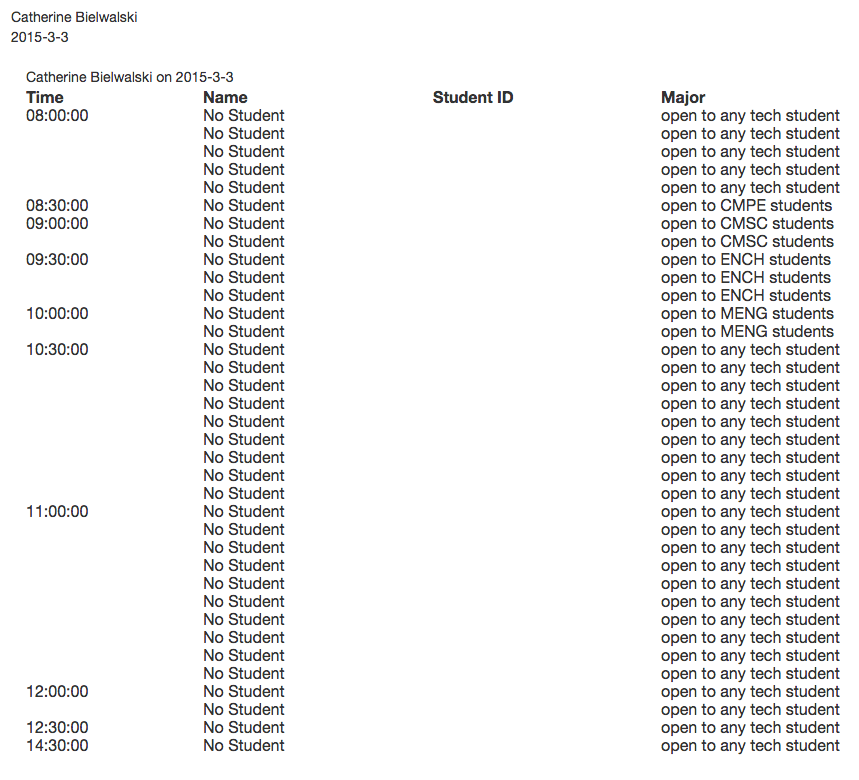 Catherine Bielwalski
2015-3-3
Catherine Bielwalski on 2015-3-3
Time Name Student ID Major
08:00:00 No Student open to any tech student
No Student open to any tech student
No Student open to any tech student
No Student open to any tech student
No Student open to any tech student
08:30:00 No Student open to CMPE students
09:00:00 No Student open to CMSC students
No Student open to CMSC students
09:30:00 No Student open to ENCH students
No Student open to ENCH students
No Student open to ENCH students
10:00:00 No Student open to MENG students
No Student open to MENG students
10:30:00 No Student open to any tech student
No Student open to any tech student
No Student open to any tech student
No Student open to any tech student
No Student open to any tech student
No Student open to any tech student
No Student open to any tech student
No Student open to any tech student
No Student open to any tech student
11:00:00 No Student open to any tech student
No Student open to any tech student
No Student open to any tech student
No Student open to any tech student
No Student open to any tech student
No Student open to any tech student
No Student open to any tech student
No Student open to any tech student
No Student open to any tech student
No Student open to any tech student
12:00:00 No Student open to any tech student
No Student open to any tech student
12:30:00 No Student open to any tech student
14:30:00 No Student open to any tech student